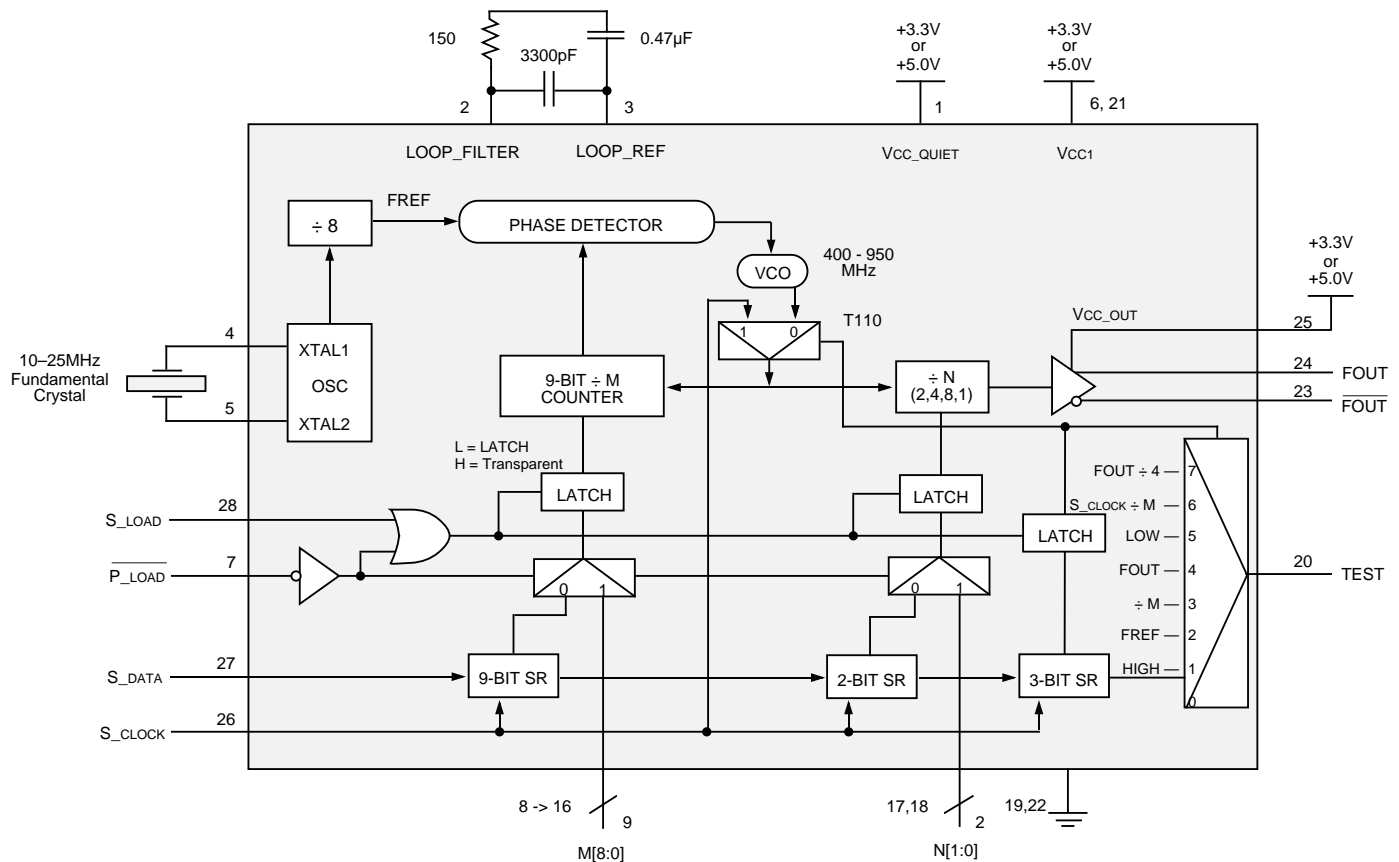 150
3300pF
0.47µF
+3.3V
or
+5.0V
+3.3V
or
+5.0V
2
3
1
6, 21
LOOP_FILTER
LOOP_REF
VCC_QUIET
VCC1
FREF
÷ 8
PHASE DETECTOR
400 - 950
MHz
VCO
+3.3V
or
+5.0V
T110
1
0
VCC_OUT
25
4
XTAL1
10–25MHz
Fundamental
Crystal
OSC
9-BIT ÷ M
COUNTER
÷ N
(2,4,8,1)
24
FOUT
5
XTAL2
23
FOUT
L = LATCH
H = Transparent
LATCH
LATCH
FOUT ÷ 4
7
S_CLOCK ÷ M
6
28
S_LOAD
LATCH
LOW
5
7
P_LOAD
FOUT
4
20
TEST
0
1
0
1
÷ M
3
FREF
2
27
S_DATA
9-BIT SR
2-BIT SR
3-BIT SR
HIGH
1
0
26
S_CLOCK
8 -> 16
9
17,18
2
19,22
M[8:0]
N[1:0]